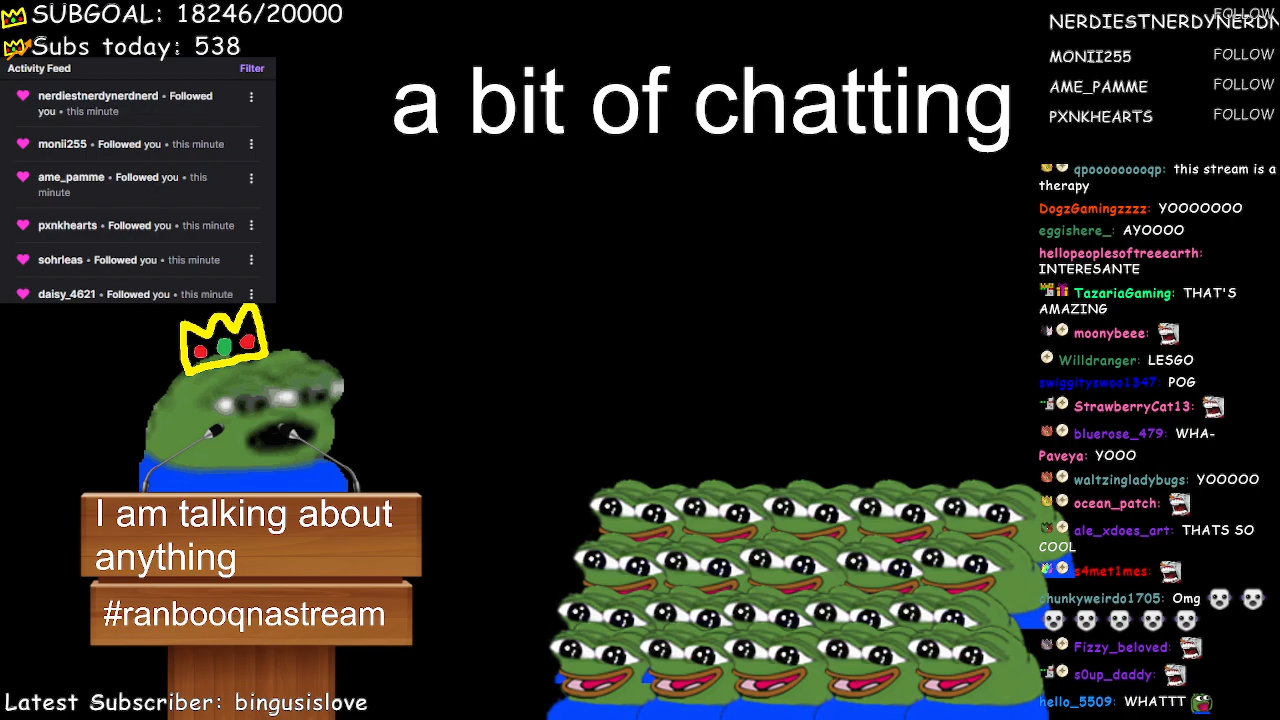 SUBGOAL: 18246/20000
Subs today: 538
Activity Feed
Filter
nerdiestnerdynerdnerd • Followed
you • this minute
monii255 • Followed you • this minute
ame_pamme • Followed you • this
minute
pxnkhearts • Followed you • this minute
sohrleas • Followed you • this minute
daisy_4621 • Followed you • this minute
a bit of chatting
I am talking about
anything
#ranbooqnastream
Latest Subscriber: bingusislove
NERDIESTNERDYNERDN FOLLOW
MONII255 FOLLOW
AME_PAMME FOLLOW
PXNKHEARTS FOLLOW
qpooooooooqp: this stream is a
therapy
DogzGamingzzzz: YOOOOOOO
eggishere_: AYOOOO
hellopeoplesoftreeearth:
INTERESANTE
TazariaGaming: THAT'S
AMAZING
moonybeee:
Willdranger: LESGO
swiggityswoo1347: POG
StrawberryCat13:
bluerose_479: WHA-
Paveya: YOOO
waltzingladybugs: YOOOOO
ocean_patch:
ale_xdoes_art: THATS SO
COOL
s4met1mes:
chunkyweirdo1705: Omg
Fizzy_beloved:
s0up_daddy:
hello_5509: WHATTT